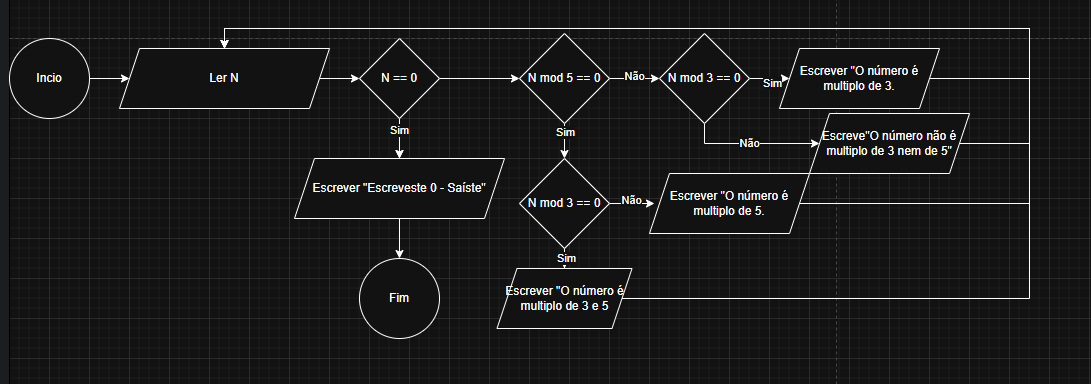 Incio
Ler N
N == 0
N mod 5 == 0
Não
N mod 3 == 0
Sim
Escrever "O número é
multiplo de 3.
Sim
Sim
Não
Escreve"O número não é
multiplo de 3 nem de 5"
Escrever "Escreveste 0 - Saíste"
N mod 3 == 0
Não
Escrever "O número é
multiplo de 5.
Sim
Fim
Escrever "O número é
multiplo de 3 e 5